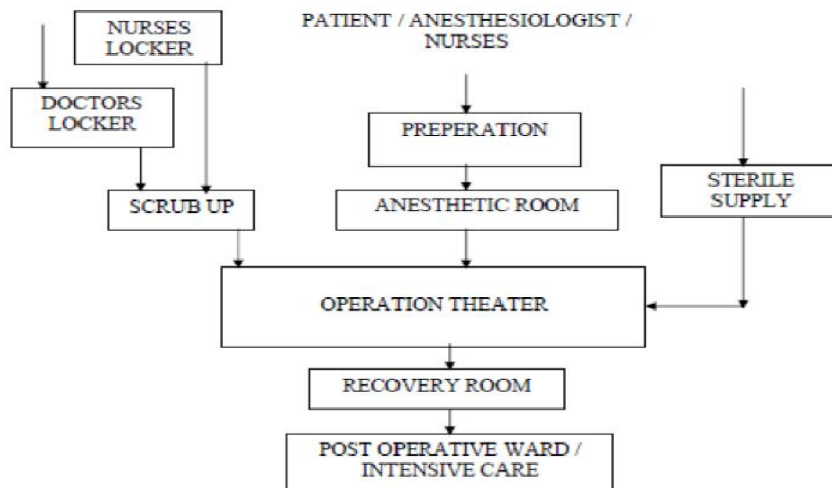 NURSES
LOCKER
PATIENT / ANESTHESIOLOGIST /
NURSES
DOCTORS
LOCKER
PREPERATION
STERILE
SUPPLY
SCRUB UP
ANESTHETIC ROOM
OPERATION THEATER
RECOVERY ROOM
POST OPERATIVE WARD /
INTENSIVE CARE